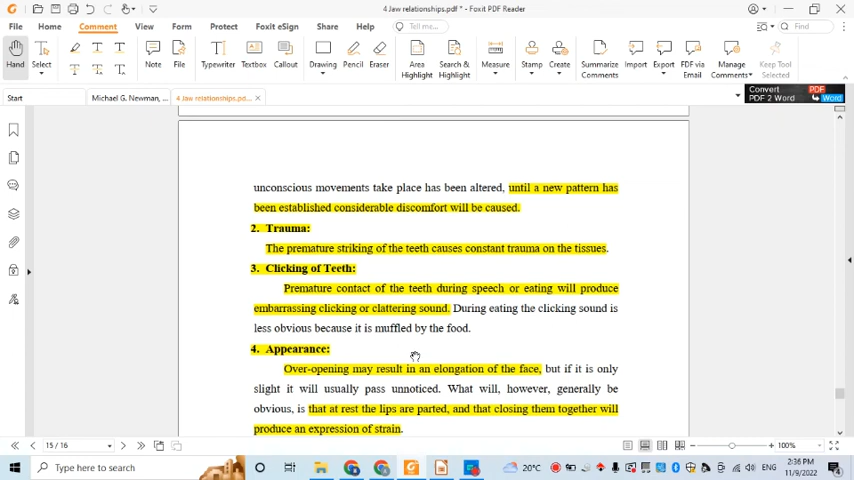 4 Jaw relationships.pdf * - Foxit PDF Reader
File Home Comment View Form Protect Foxit eSign Share Help Tell me... Find
Hand Select Note File Typewriter Textbox Callout Drawing Pencil Eraser Area Highlight Search & Highlight Measure Stamp Create Summarize Comments Import Export FDF via Email Manage Comments Keep Tool Selected
Start Michael G. Newman, ... 4 Jaw relationships.pd... Convert PDF PDF 2 Word Word
unconscious movements take place has been altered, until a new pattern has
been established considerable discomfort will be caused.
2. Trauma:
The premature striking of the teeth causes constant trauma on the tissues.
3. Clicking of Teeth:
Premature contact of the teeth during speech or eating will produce
embarrassing clicking or clattering sound. During eating the clicking sound is
less obvious because it is muffled by the food.
4. Appearance:
Over-opening may result in an elongation of the face, but if it is only
slight it will usually pass unnoticed. What will, however, generally be
obvious, is that at rest the lips are parted, and that closing them together will
produce an expression of strain.
15 / 16 100%
Type here to search 20°C ENG 2:36 PM 11/9/2022 4